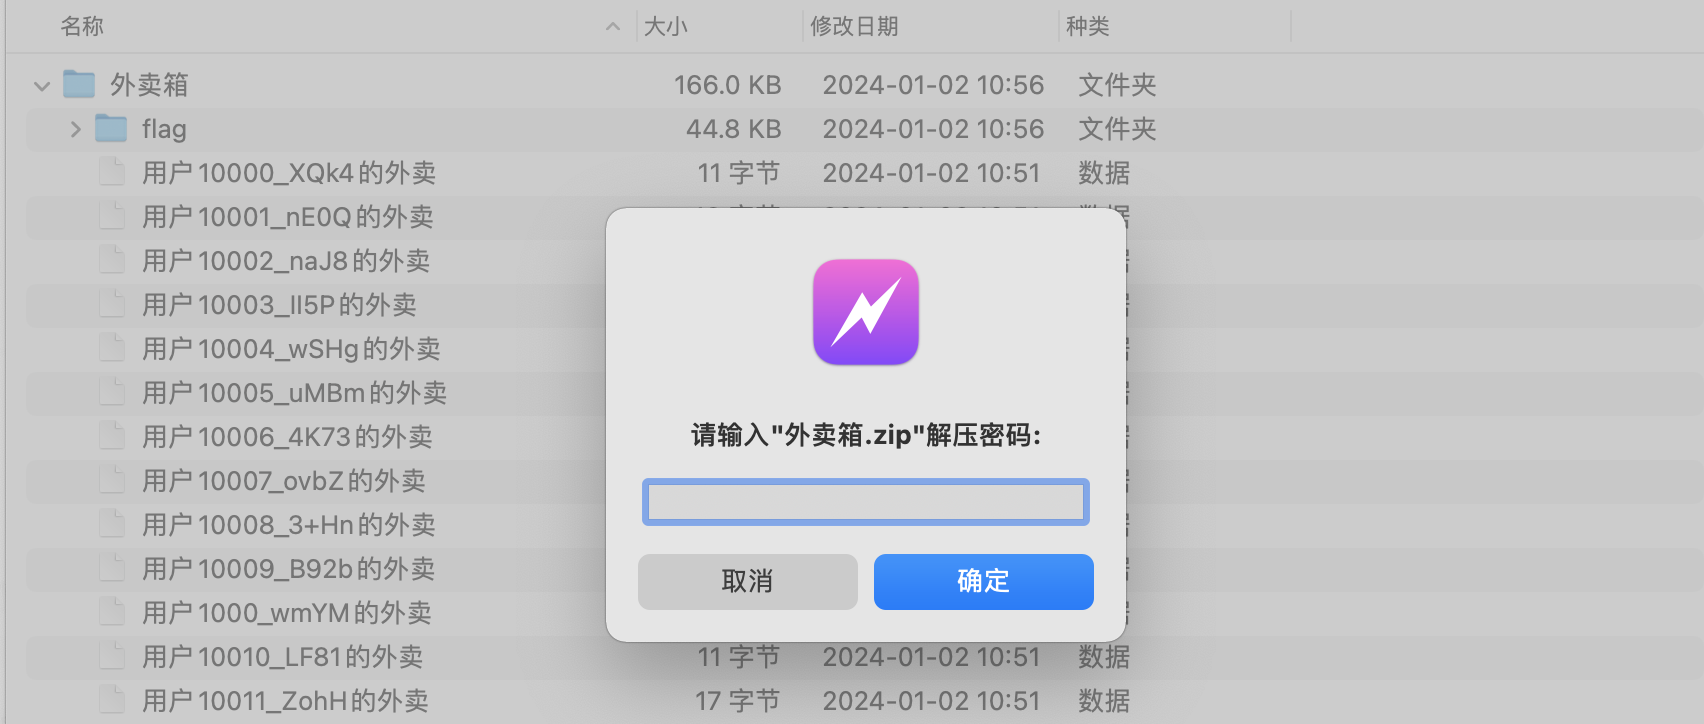 名称 大小 修改日期 种类
外卖箱 166.0 KB 2024-01-02 10:56 文件夹
flag 44.8 KB 2024-01-02 10:56 文件夹
用户10000_XQk4的外卖 11 字节 2024-01-02 10:51 数据
用户10001_nE0Q的外卖
用户10002_naJ8的外卖
用户10003_lI5P的外卖
用户10004_wSHg的外卖
用户10005_uMBm的外卖
用户10006_4K73的外卖
用户10007_ovbZ的外卖
用户10008_3+Hn的外卖
用户10009_B92b的外卖
用户1000_wmYM的外卖
用户10010_LF81的外卖 11 字节 2024-01-02 10:51 数据
用户10011_ZohH的外卖 17 字节 2024-01-02 10:51 数据
请输入"外卖箱.zip"解压密码:
取消 确定